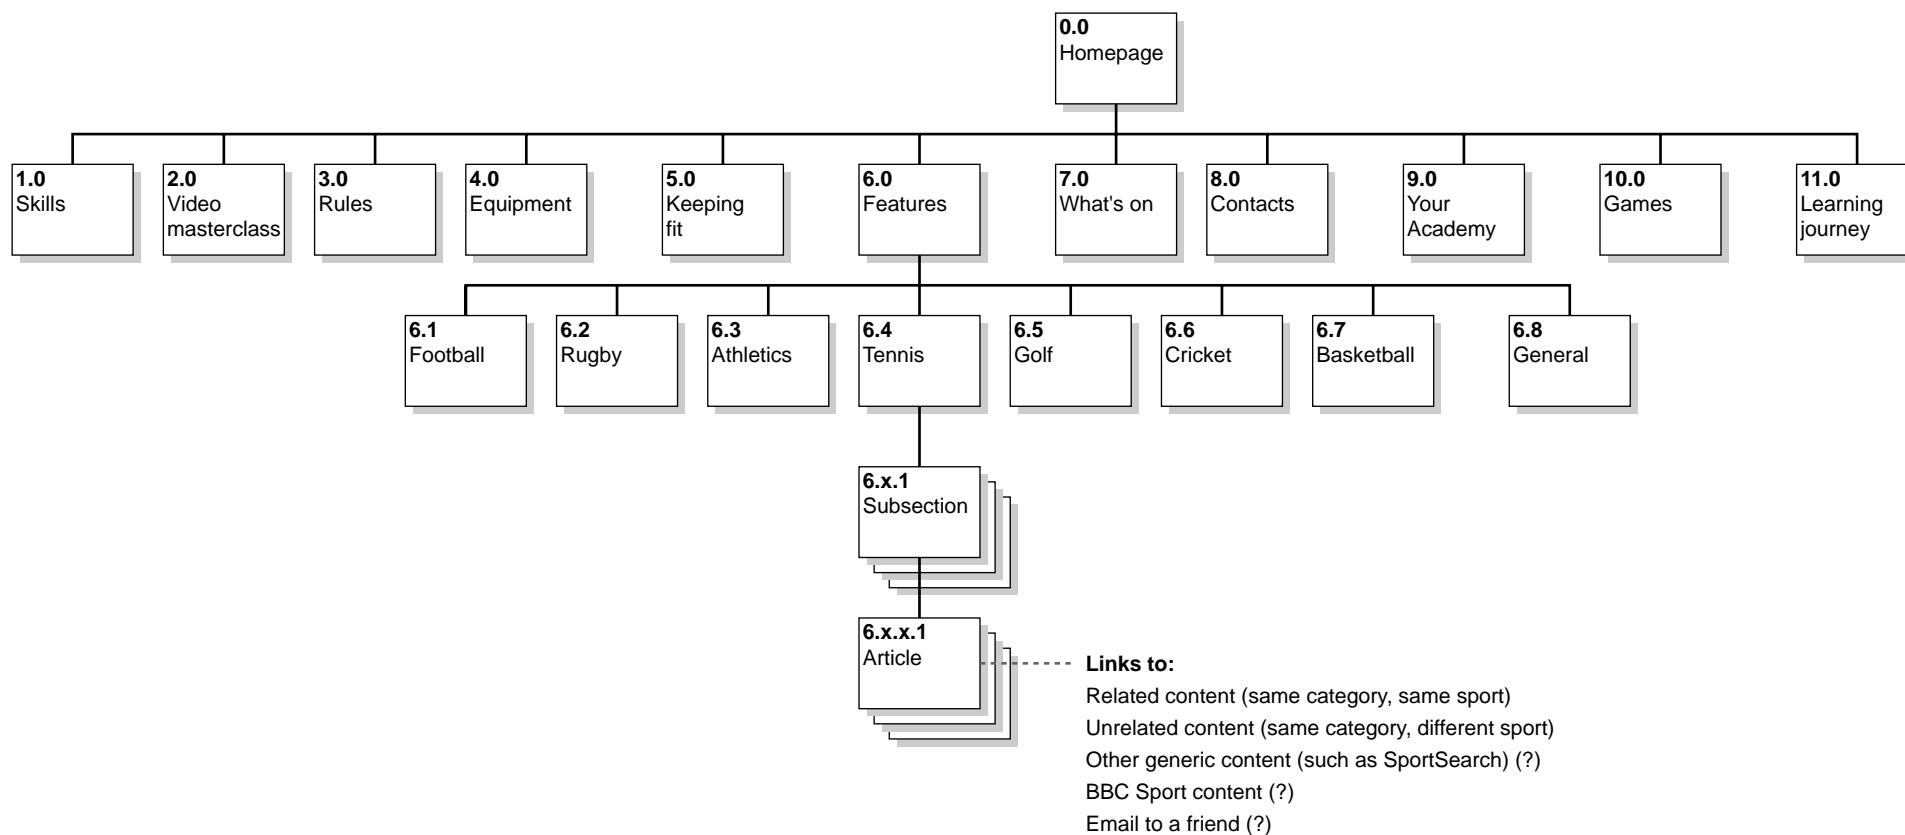 0.0
Homepage
1.0
Skills
2.0
Video
masterclass
3.0
Rules
4.0
Equipment
5.0
Keeping
fit
6.0
Features
7.0
What's on
8.0
Contacts
9.0
Your
Academy
10.0
Games
11.0
Learning
journey
6.1
Football
6.2
Rugby
6.3
Athletics
6.4
Tennis
6.5
Golf
6.6
Cricket
6.7
Basketball
6.8
General
6.x.1
Subsection
6.x.x.1
Article
Links to:
Related content (same category, same sport)
Unrelated content (same category, different sport)
Other generic content (such as SportSearch) (?)
BBC Sport content (?)
Email to a friend (?)